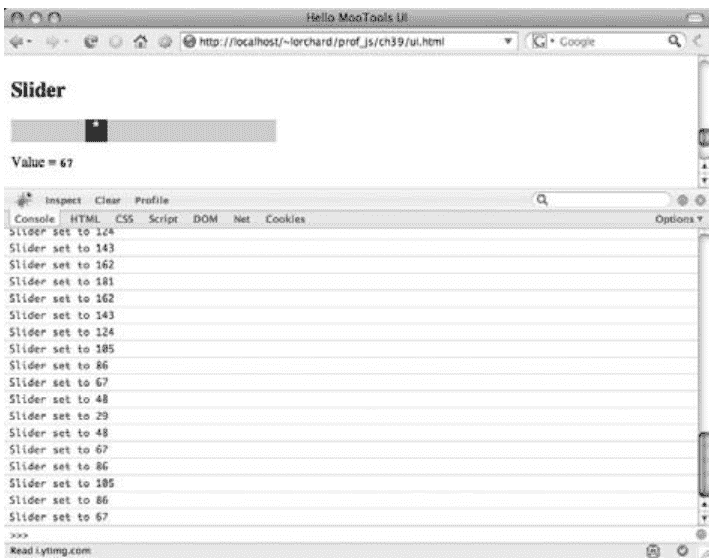 Hello MooTools UI
http://localhost/~lorchard/prof_js/ch39/ui.html
G Google
Slider
*
Value = 67
Inspect Clear Profile
Console HTML CSS Script DOM Net Cookies Options
Slider set to 124
Slider set to 143
Slider set to 162
Slider set to 181
Slider set to 162
Slider set to 143
Slider set to 124
Slider set to 105
Slider set to 86
Slider set to 67
Slider set to 48
Slider set to 29
Slider set to 48
Slider set to 67
Slider set to 86
Slider set to 105
Slider set to 86
Slider set to 67
>>>
Read i.ytimg.com